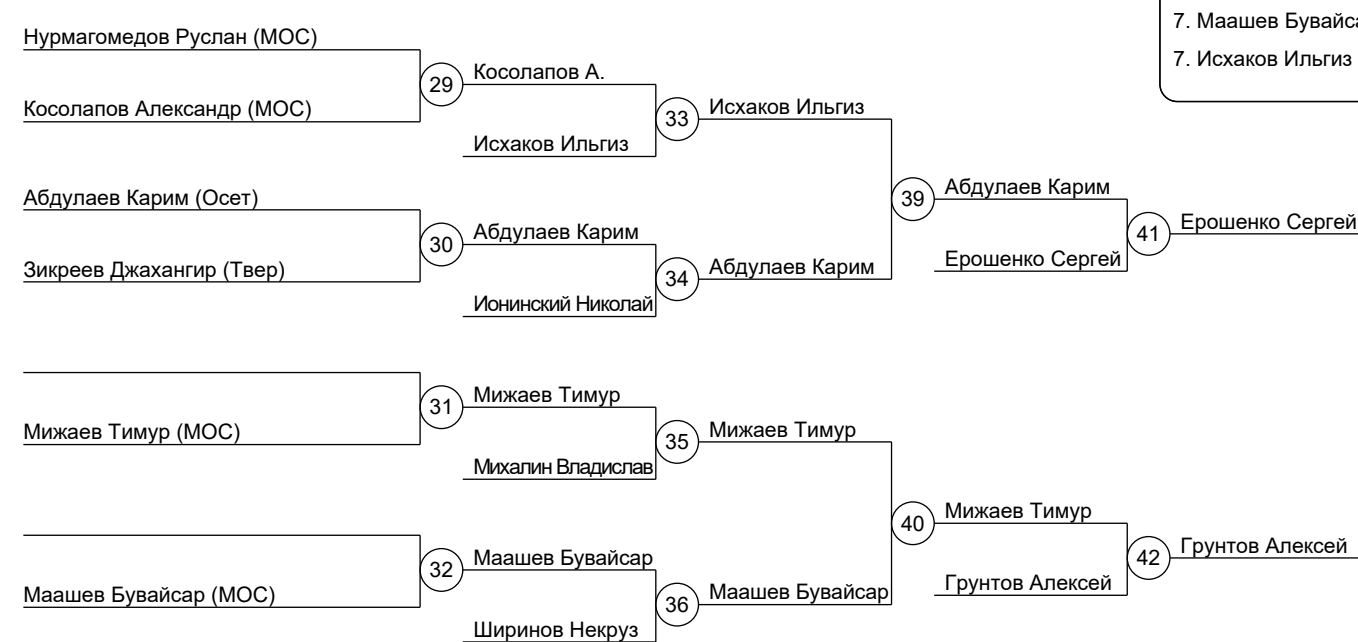 7. Маашев Бувайса
7. Исхаков Ильгиз
Нурмагомедов Руслан (МОС)
29
Косолапов А.
Косолапов Александр (МОС)
33
Исхаков Ильгиз
Исхаков Ильгиз
Абдулаев Карим (Осет)
39
Абдулаев Карим
30
Абдулаев Карим
41
Ерошенко Сергей
Зикреев Джахангир (Твер)
34
Абдулаев Карим
Ерошенко Сергей
Ионинский Николай
31
Мижаев Тимур
Мижаев Тимур (МОС)
35
Мижаев Тимур
Михалин Владислав
40
Мижаев Тимур
32
Маашев Бувайсар
42
Грунтов Алексей
Маашев Бувайсар (МОС)
36
Маашев Бувайсар
Грунтов Алексей
Ширинов Некруз